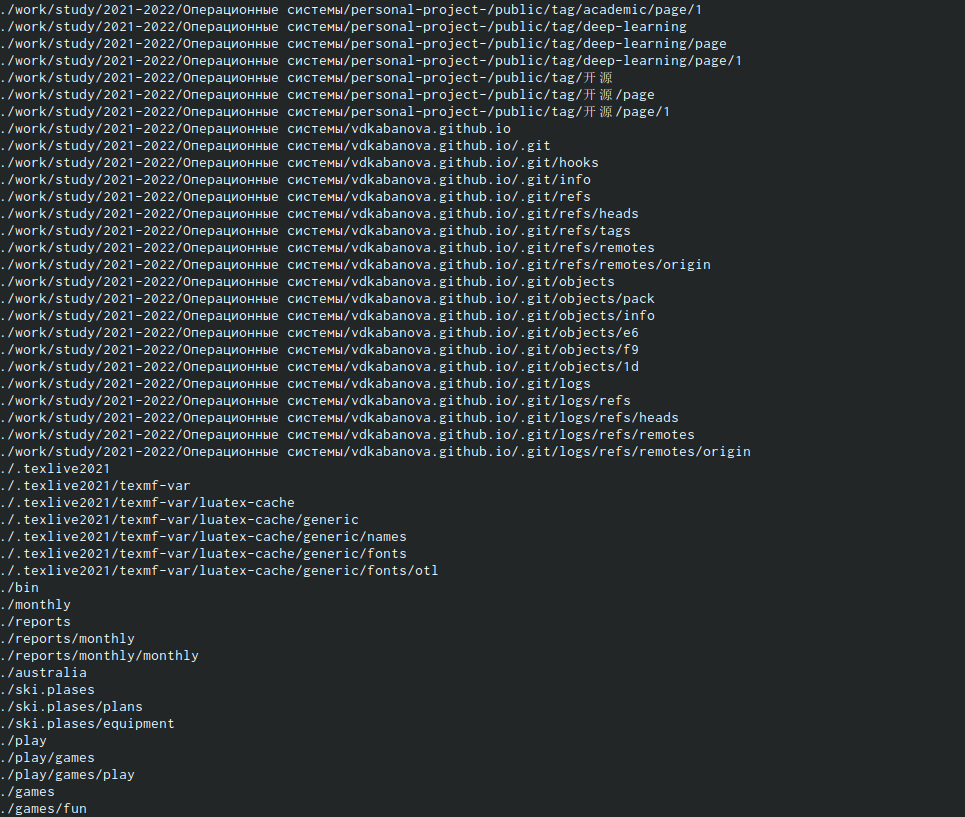 ./work/study/2021-2022/Операционные системы/personal-project-/public/tag/academic/page/1
./work/study/2021-2022/Операционные системы/personal-project-/public/tag/deep-learning
./work/study/2021-2022/Операционные системы/personal-project-/public/tag/deep-learning/page
./work/study/2021-2022/Операционные системы/personal-project-/public/tag/deep-learning/page/1
./work/study/2021-2022/Операционные системы/personal-project-/public/tag/开源
./work/study/2021-2022/Операционные системы/personal-project-/public/tag/开源/page
./work/study/2021-2022/Операционные системы/personal-project-/public/tag/开源/page/1
./work/study/2021-2022/Операционные системы/vdkabanova.github.io
./work/study/2021-2022/Операционные системы/vdkabanova.github.io/.git
./work/study/2021-2022/Операционные системы/vdkabanova.github.io/.git/hooks
./work/study/2021-2022/Операционные системы/vdkabanova.github.io/.git/info
./work/study/2021-2022/Операционные системы/vdkabanova.github.io/.git/refs
./work/study/2021-2022/Операционные системы/vdkabanova.github.io/.git/refs/heads
./work/study/2021-2022/Операционные системы/vdkabanova.github.io/.git/refs/tags
./work/study/2021-2022/Операционные системы/vdkabanova.github.io/.git/refs/remotes
./work/study/2021-2022/Операционные системы/vdkabanova.github.io/.git/refs/remotes/origin
./work/study/2021-2022/Операционные системы/vdkabanova.github.io/.git/objects
./work/study/2021-2022/Операционные системы/vdkabanova.github.io/.git/objects/pack
./work/study/2021-2022/Операционные системы/vdkabanova.github.io/.git/objects/info
./work/study/2021-2022/Операционные системы/vdkabanova.github.io/.git/objects/e6
./work/study/2021-2022/Операционные системы/vdkabanova.github.io/.git/objects/f9
./work/study/2021-2022/Операционные системы/vdkabanova.github.io/.git/objects/1d
./work/study/2021-2022/Операционные системы/vdkabanova.github.io/.git/logs
./work/study/2021-2022/Операционные системы/vdkabanova.github.io/.git/logs/refs
./work/study/2021-2022/Операционные системы/vdkabanova.github.io/.git/logs/refs/heads
./work/study/2021-2022/Операционные системы/vdkabanova.github.io/.git/logs/refs/remotes
./work/study/2021-2022/Операционные системы/vdkabanova.github.io/.git/logs/refs/remotes/origin
./.texlive2021
./.texlive2021/texmf-var
./.texlive2021/texmf-var/luatex-cache
./.texlive2021/texmf-var/luatex-cache/generic
./.texlive2021/texmf-var/luatex-cache/generic/names
./.texlive2021/texmf-var/luatex-cache/generic/fonts
./.texlive2021/texmf-var/luatex-cache/generic/fonts/otl
./bin
./monthly
./reports
./reports/monthly
./reports/monthly/monthly
./australia
./ski.plases
./ski.plases/plans
./ski.plases/equipment
./play
./play/games
./play/games/play
./games
./games/fun